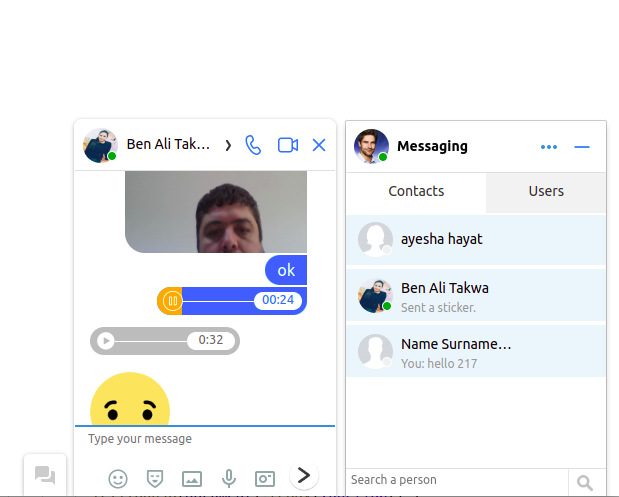 Ben Ali Tak...
ok
00:24
0:32
Type your message
Messaging
Contacts
Users
ayesha hayat
Ben Ali Takwa
Sent a sticker.
Name Surname...
You: hello 217
Search a person